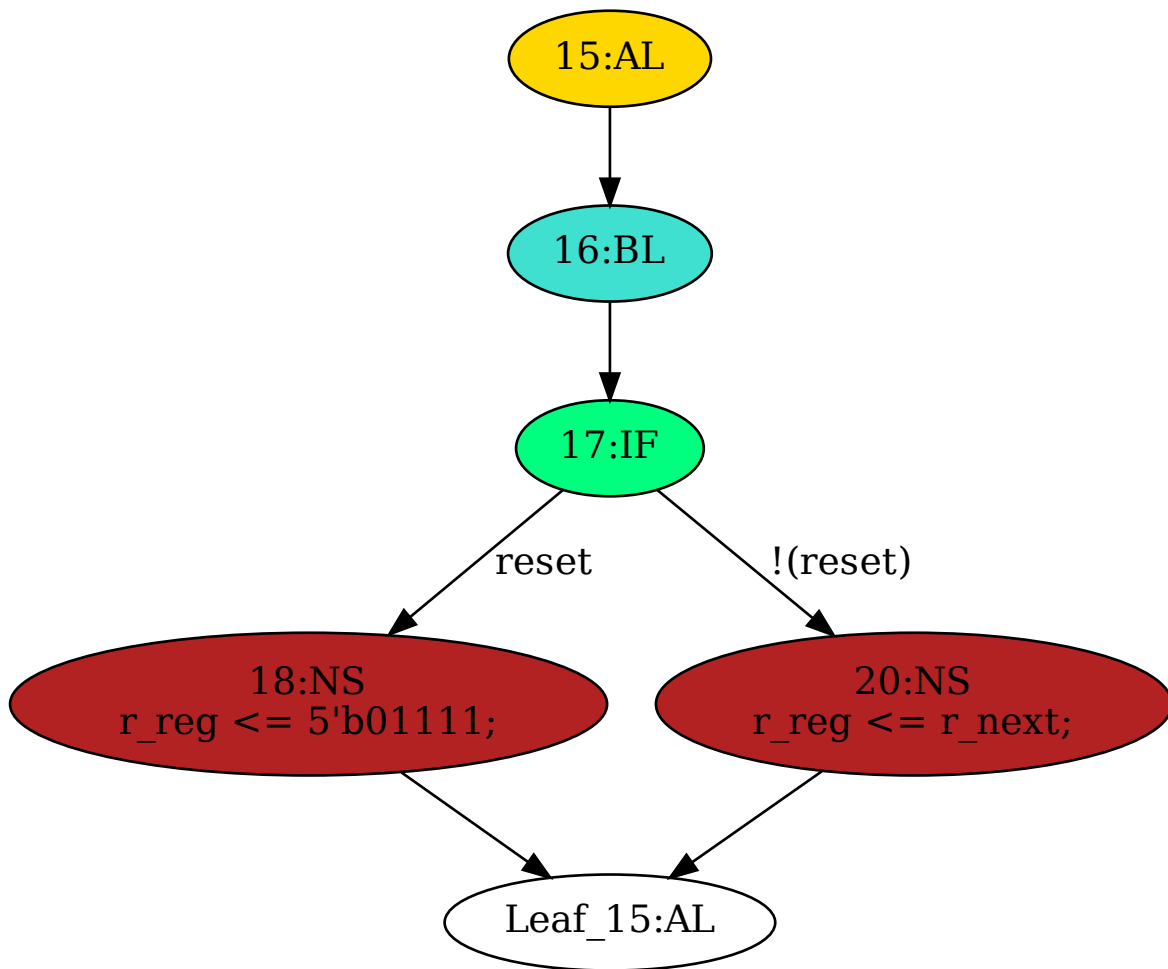 15:AL
16:BL
17:IF
reset
!(reset)
18:NS
r_reg <= 5'b01111;
20:NS
r_reg <= r_next;
Leaf_15:AL